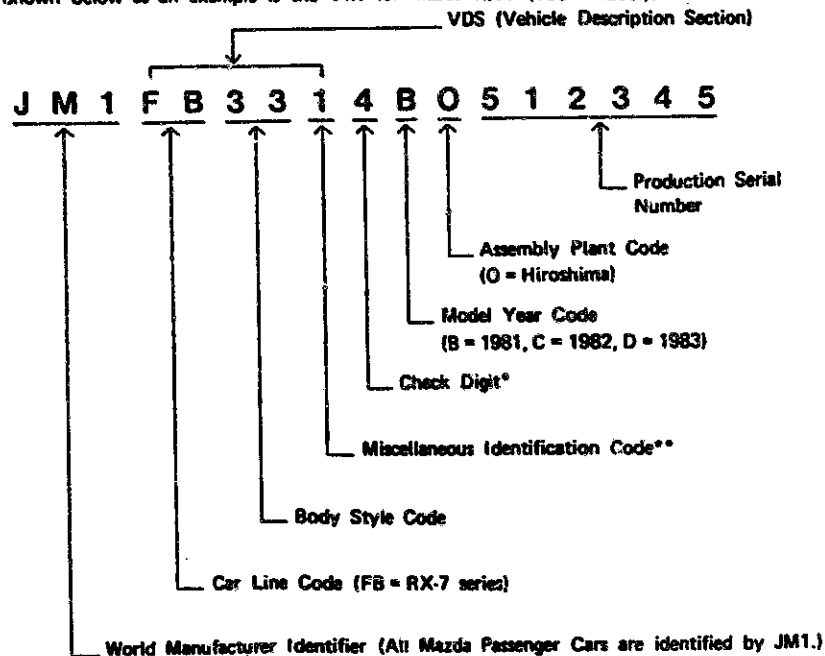 VDS (Vehicle Description Section)
J M 1 F B 3 3 1 4 B O 5 1 2 3 4 5
Production Serial
Number
Assembly Plant Code
(O = Hiroshima)
Model Year Code
(B = 1981, C = 1982, D = 1983)
Check Digit*
Miscellaneous Identification Code**
Body Style Code
Car Line Code (FB = RX-7 series)
World Manufacturer Identifier (All Mazda Passenger Cars are identified by JM1.)